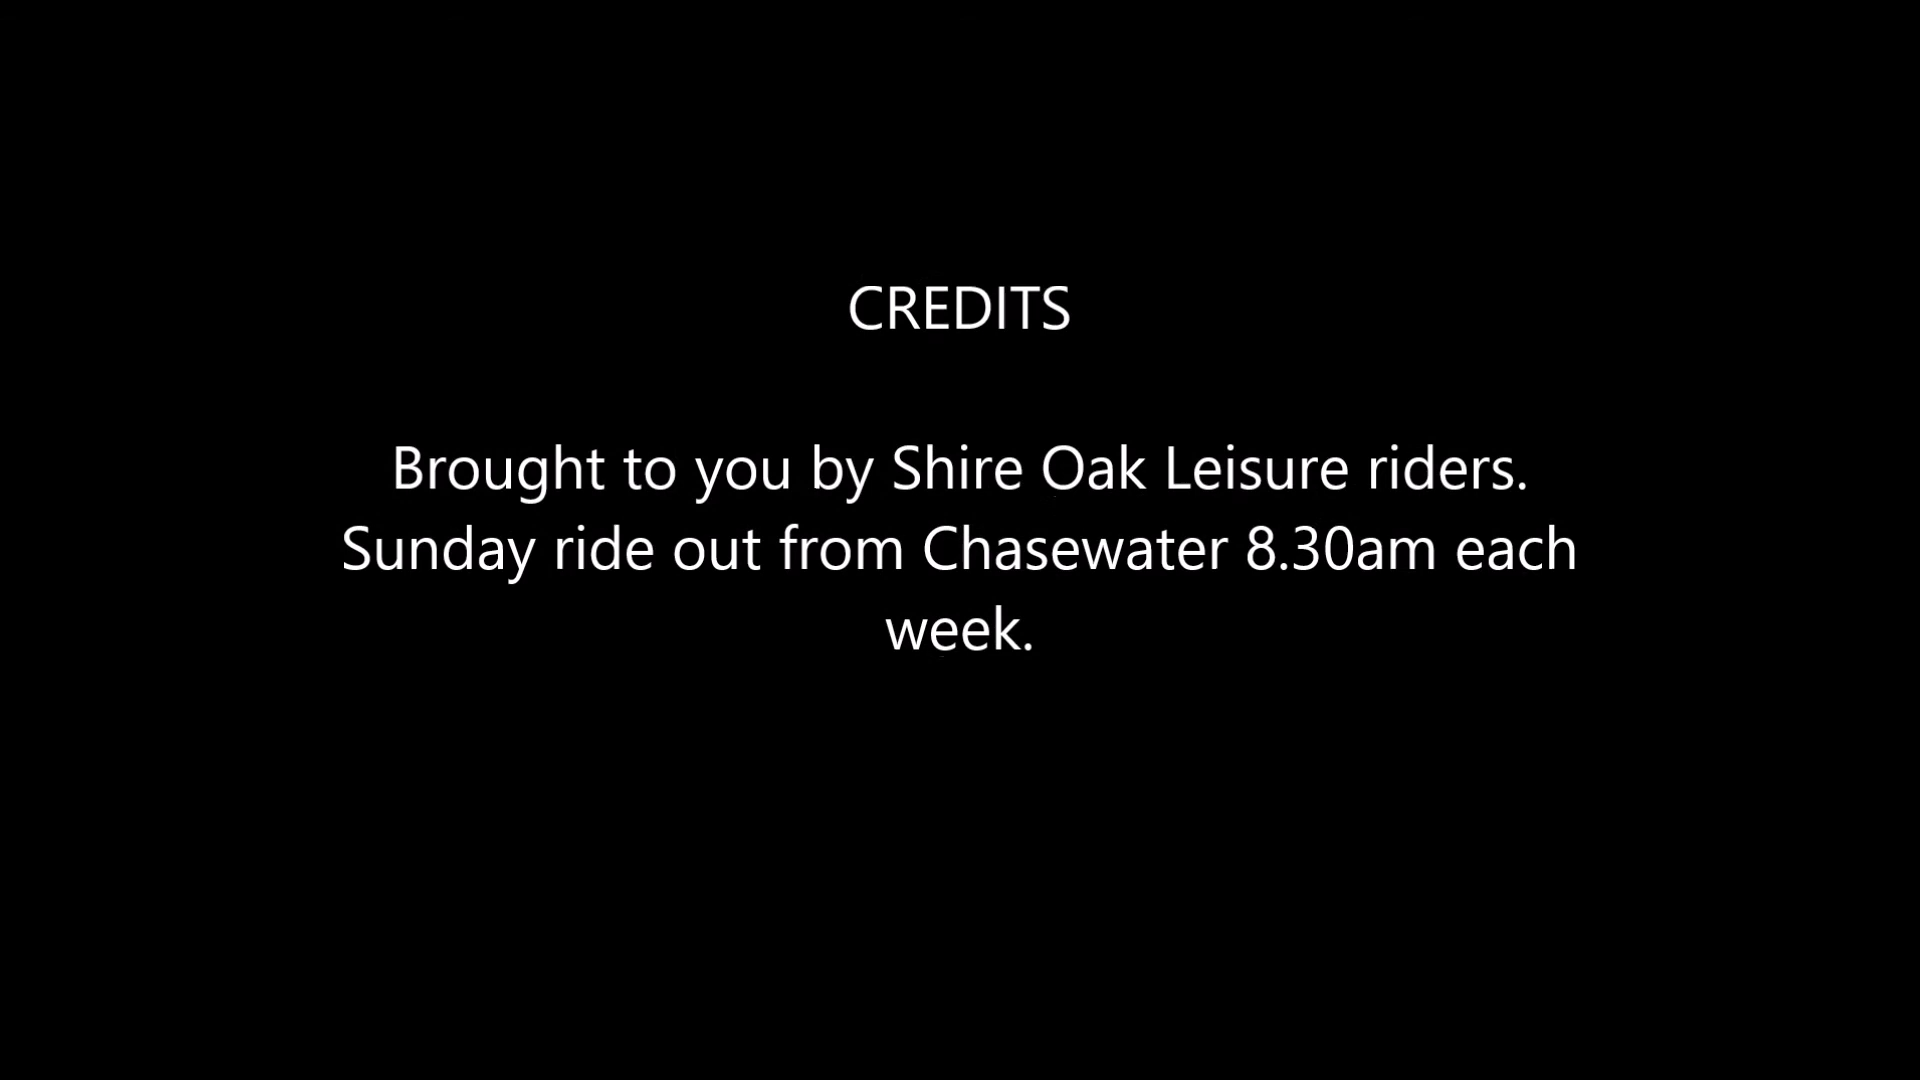 CREDITS
Brought to you by Shire Oak Leisure riders.
Sunday ride out from Chasewater 8.30am each
week.